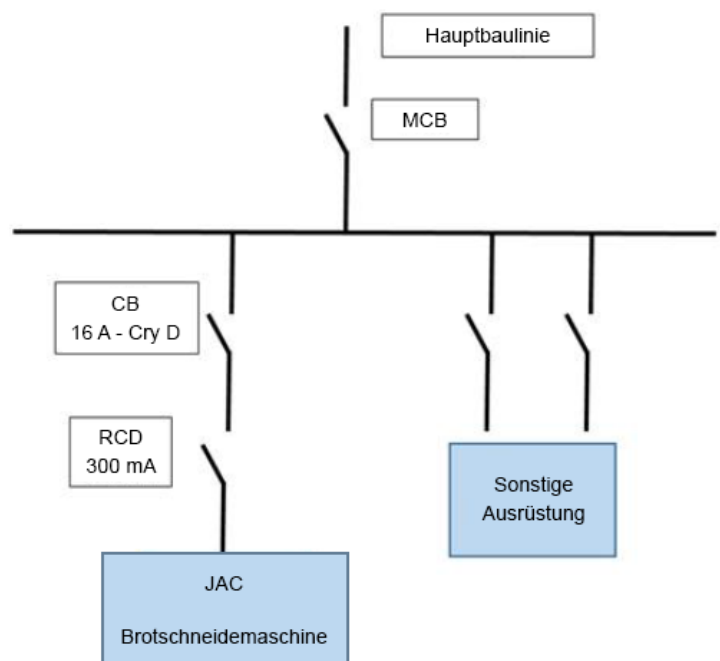 Hauptbaulinie
MCB
CB
16 A - Cry D
RCD
300 mA
Sonstige
Ausrüstung
JAC
Brotschneidemaschine